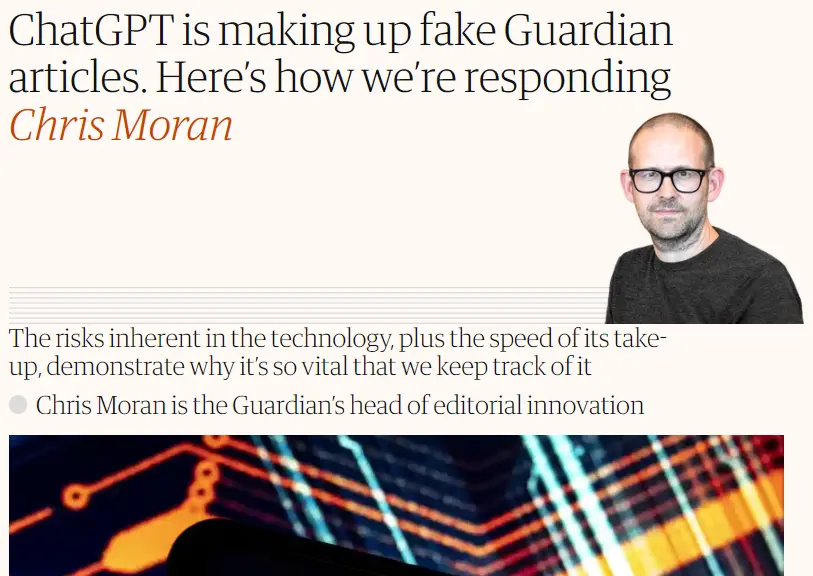 ChatGPT is making up fake Guardian
articles. Here’s how we’re responding
Chris Moran
The risks inherent in the technology, plus the speed of its take-
up, demonstrate why it’s so vital that we keep track of it
Chris Moran is the Guardian’s head of editorial innovation